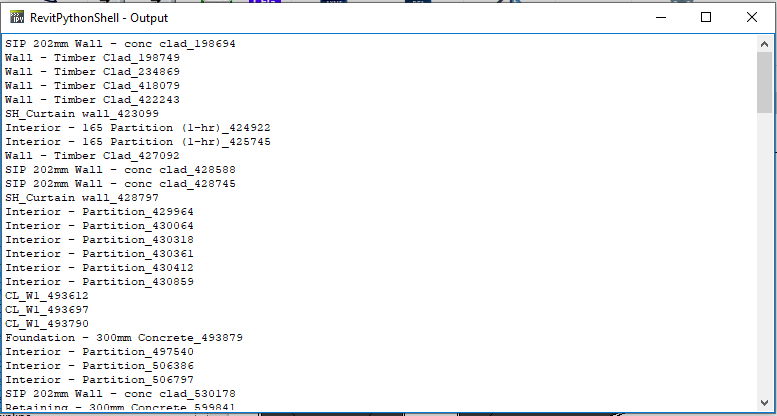 RevitPythonShell - Output
SIP 202mm Wall - conc clad_198694
Wall - Timber Clad_198749
Wall - Timber Clad_234869
Wall - Timber Clad_418079
Wall - Timber Clad_422243
SH_Curtain wall_423099
Interior - 165 Partition (1-hr)_424922
Interior - 165 Partition (1-hr)_425745
Wall - Timber Clad_427092
SIP 202mm Wall - conc clad_428588
SIP 202mm Wall - conc clad_428745
SH_Curtain wall_428797
Interior - Partition_429964
Interior - Partition_430064
Interior - Partition_430318
Interior - Partition_430361
Interior - Partition_430412
Interior - Partition_430859
CL_W1_493612
CL_W1_493697
CL_W1_493790
Foundation - 300mm Concrete_493879
Interior - Partition_497540
Interior - Partition_506386
Interior - Partition_506797
SIP 202mm Wall - conc clad_530178
Retaining - 300mm Concrete_599841